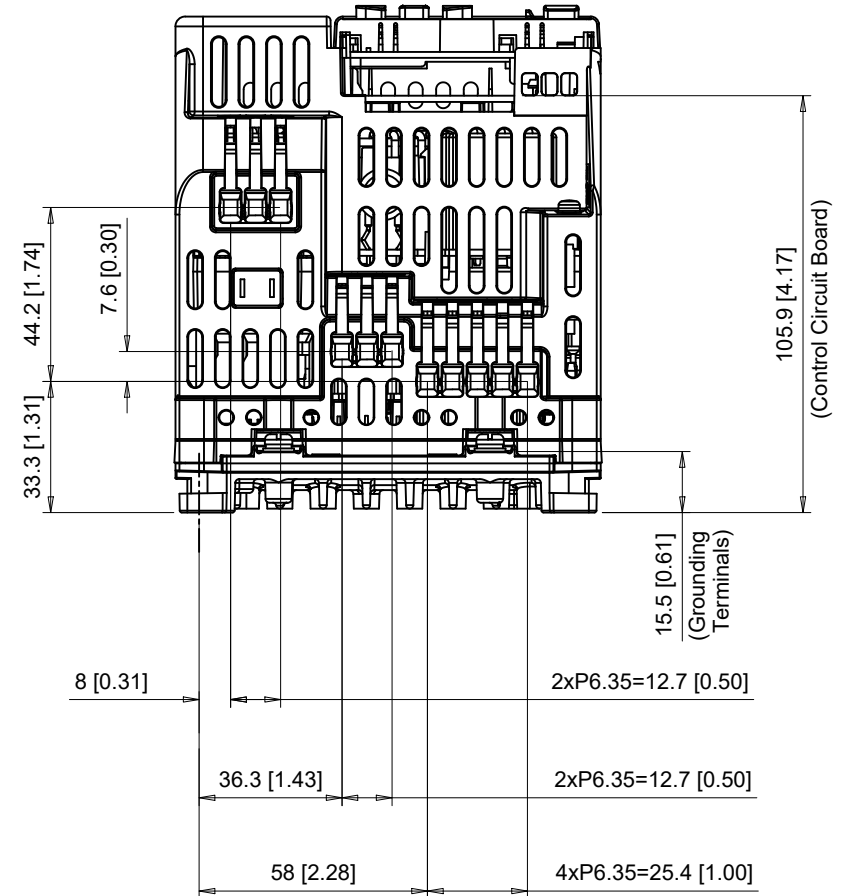 44.2 [1.74]
7.6 [0.30]
33.3 [1.31]
105.9 [4.17]
(Control Circuit Board)
15.5 [0.61]
(Grounding
Terminals)
8 [0.31]
2xP6.35=12.7 [0.50]
36.3 [1.43]
2xP6.35=12.7 [0.50]
58 [2.28]
4xP6.35=25.4 [1.00]